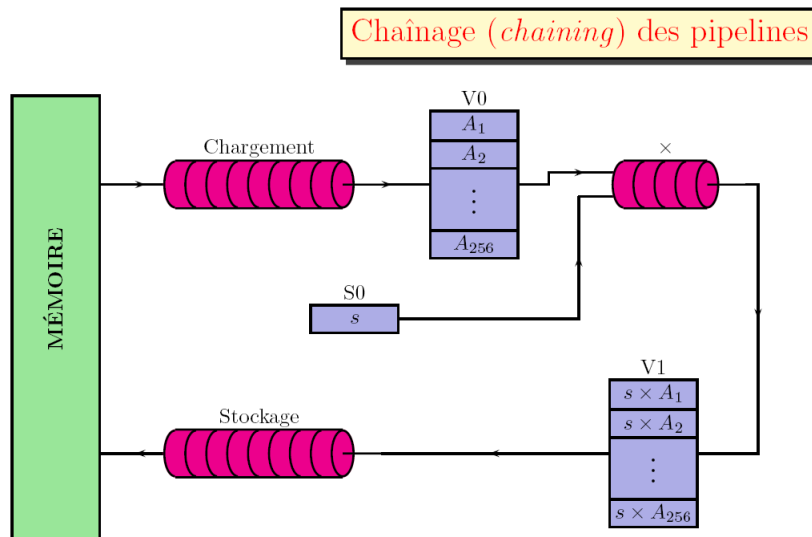 Chaînage (chaining) des pipelines
V0
A₁
Chargement
×
A₂
⋮
A₂₅₆
S0
s
MÉMOIRE
V1
s × A₁
Stockage
s × A₂
⋮
s × A₂₅₆